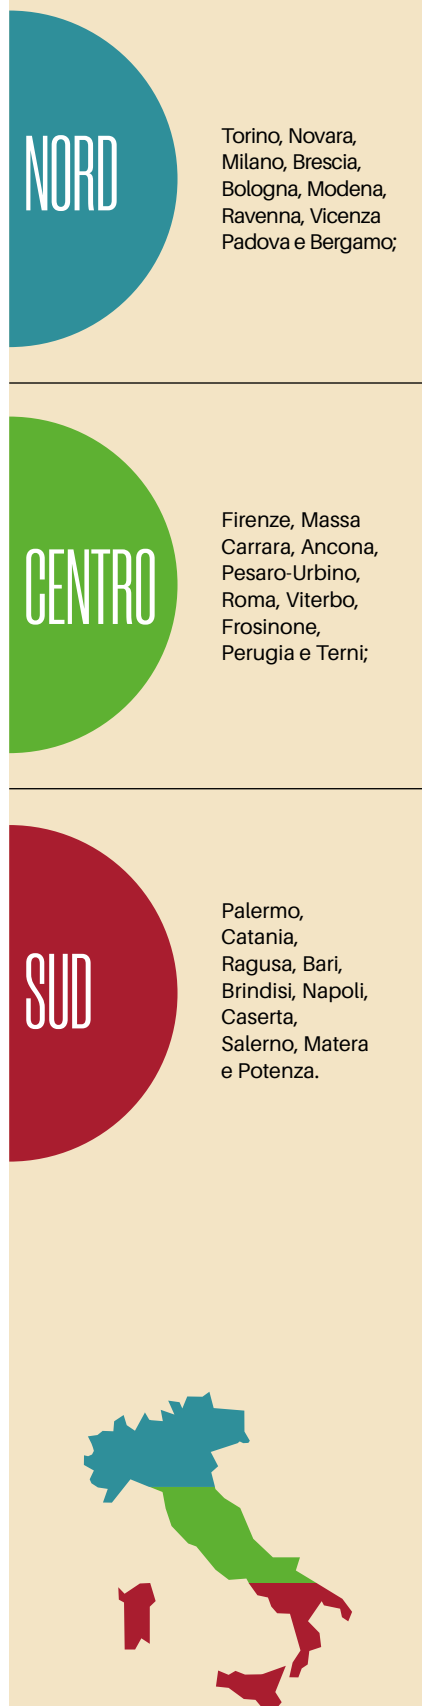 NORD
Torino, Novara,
Milano, Brescia,
Bologna, Modena,
Ravenna, Vicenza
Padova e Bergamo;
CENTRO
Firenze, Massa
Carrara, Ancona,
Pesaro-Urbino,
Roma, Viterbo,
Frosinone,
Perugia e Terni;
SUD
Palermo,
Catania,
Ragusa, Bari,
Brindisi, Napoli,
Caserta,
Salerno, Matera
e Potenza.